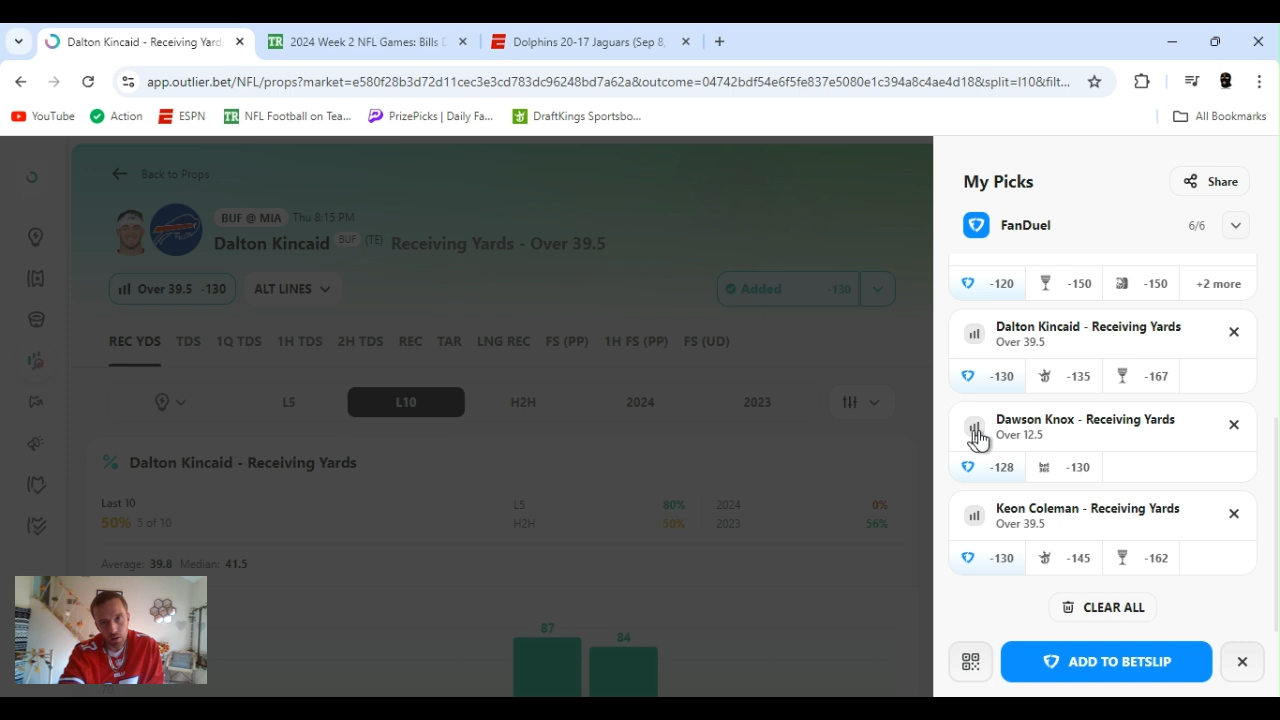 Dalton Kincaid - Receiving Yard
2024 Week 2 NFL Games: Bills D
Dolphins 20-17 Jaguars (Sep 8,
app.outlier.bet/NFL/props?market=e580f28b3d72d11cec3e3cd783dc96248bd7a62a&outcome=04742bdf54e6f5fe837e5080e1c394a8c4ae4d18&split=l10&filt...
YouTube
Action
ESPN
NFL Football on Tea...
PrizePicks | Daily Fa...
DraftKings Sportsbo...
All Bookmarks
Back to Props
BUF @ MIA Thu 8:15 PM
Dalton Kincaid BUF (TE) Receiving Yards - Over 39.5
Over 39.5 -130
ALT LINES
Added -130
REC YDS TDS 1Q TDS 1H TDS 2H TDS REC TAR LNG REC FS (PP) 1H FS (PP) FS (UD)
L5 L10 H2H 2024 2023
Dalton Kincaid - Receiving Yards
Last 10
50% 5 of 10
L5 80% 2024 0%
H2H 50% 2023 56%
Average: 39.8 Median: 41.5
87
84
70
My Picks
Share
FanDuel
6/6
-120 -150 -150 +2 more
Dalton Kincaid - Receiving Yards
Over 39.5
-130 -135 -167
Dawson Knox - Receiving Yards
Over 12.5
-128 -130
Keon Coleman - Receiving Yards
Over 39.5
-130 -145 -162
CLEAR ALL
ADD TO BETSLIP